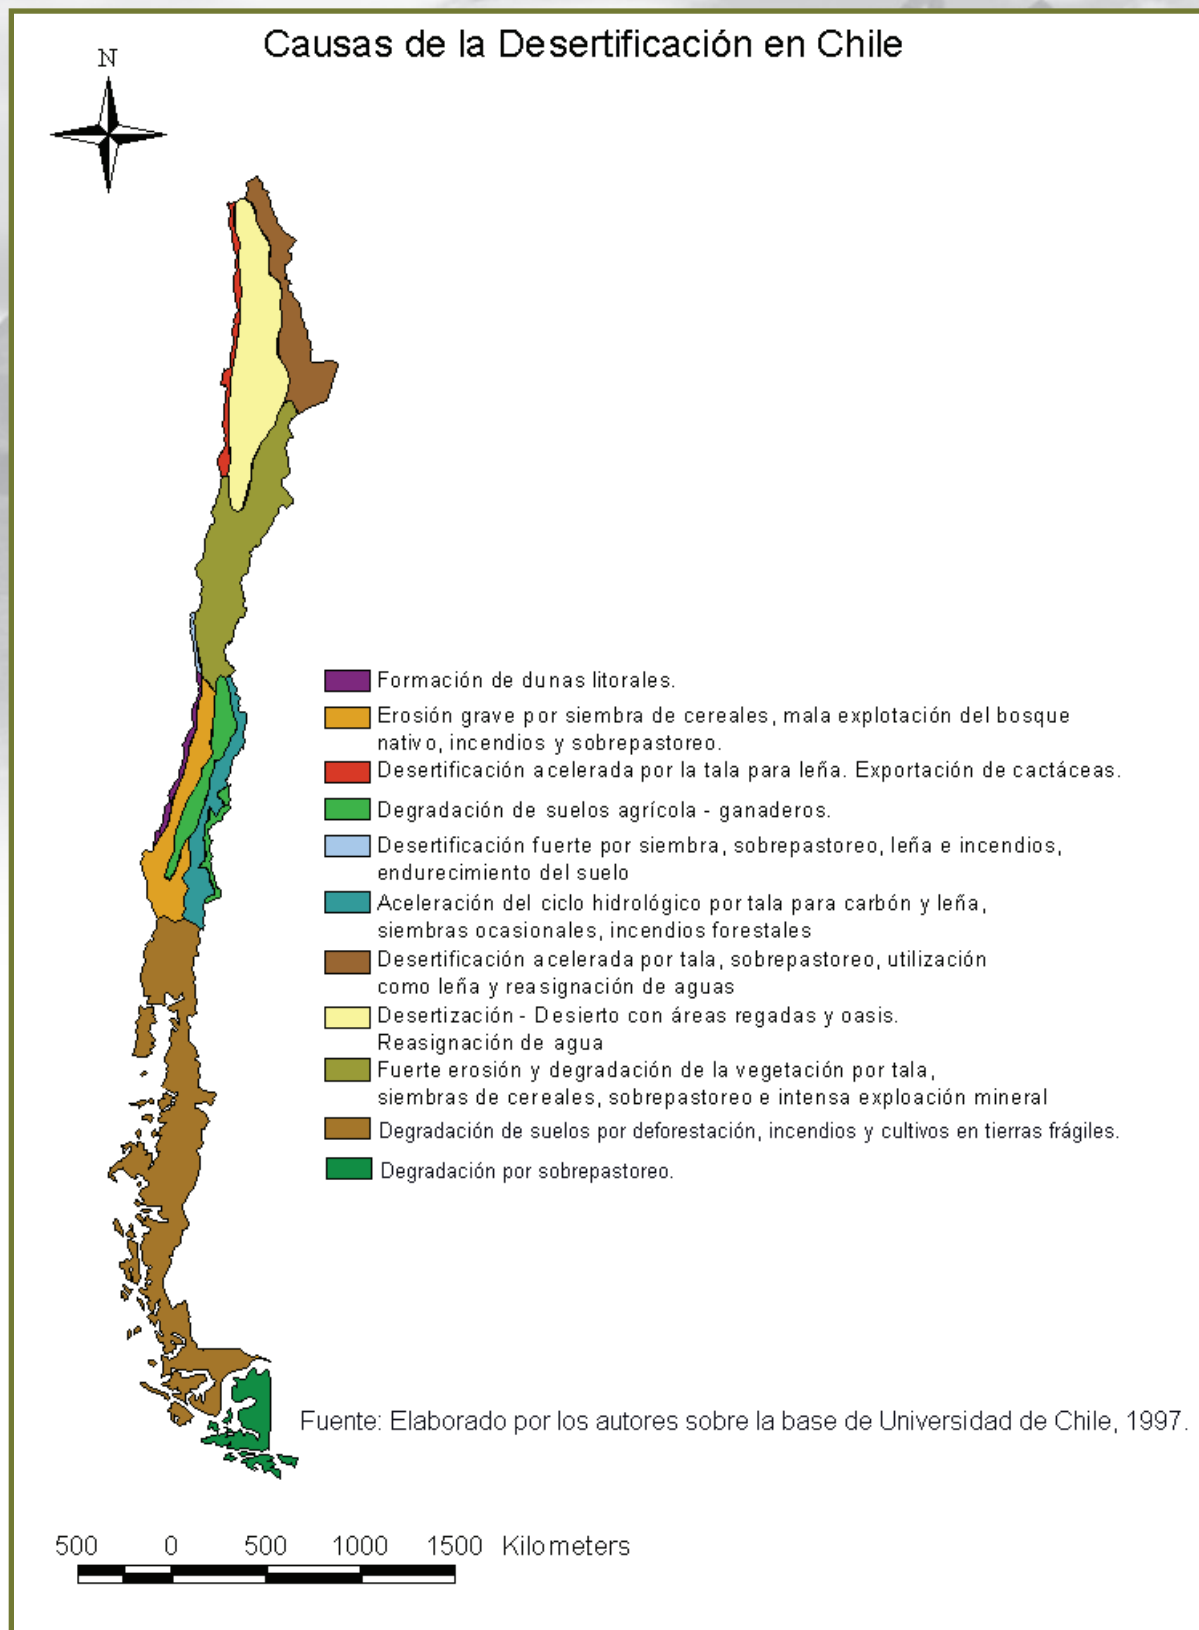 Causas de la Desertificación en Chile
N
Formación de dunas litorales.
Erosión grave por siembra de cereales, mala explotación del bosque
nativo, incendios y sobrepastoreo.
Desertificación acelerada por la tala para leña. Exportación de cactáceas.
Degradación de suelos agrícola - ganaderos.
Desertificación fuerte por siembra, sobrepastoreo, leña e incendios,
endurecimiento del suelo
Aceleración del ciclo hidrológico por tala para carbón y leña,
siembras ocasionales, incendios forestales
Desertificación acelerada por tala, sobrepastoreo, utilización
como leña y reasignación de aguas
Desertización - Desierto con áreas regadas y oasis.
Reasignación de agua
Fuerte erosión y degradación de la vegetación por tala,
siembras de cereales, sobrepastoreo e intensa exploación mineral
Degradación de suelos por deforestación, incendios y cultivos en tierras frágiles.
Degradación por sobrepastoreo.
Fuente: Elaborado por los autores sobre la base de Universidad de Chile, 1997.
500 0 500 1000 1500 Kilometers